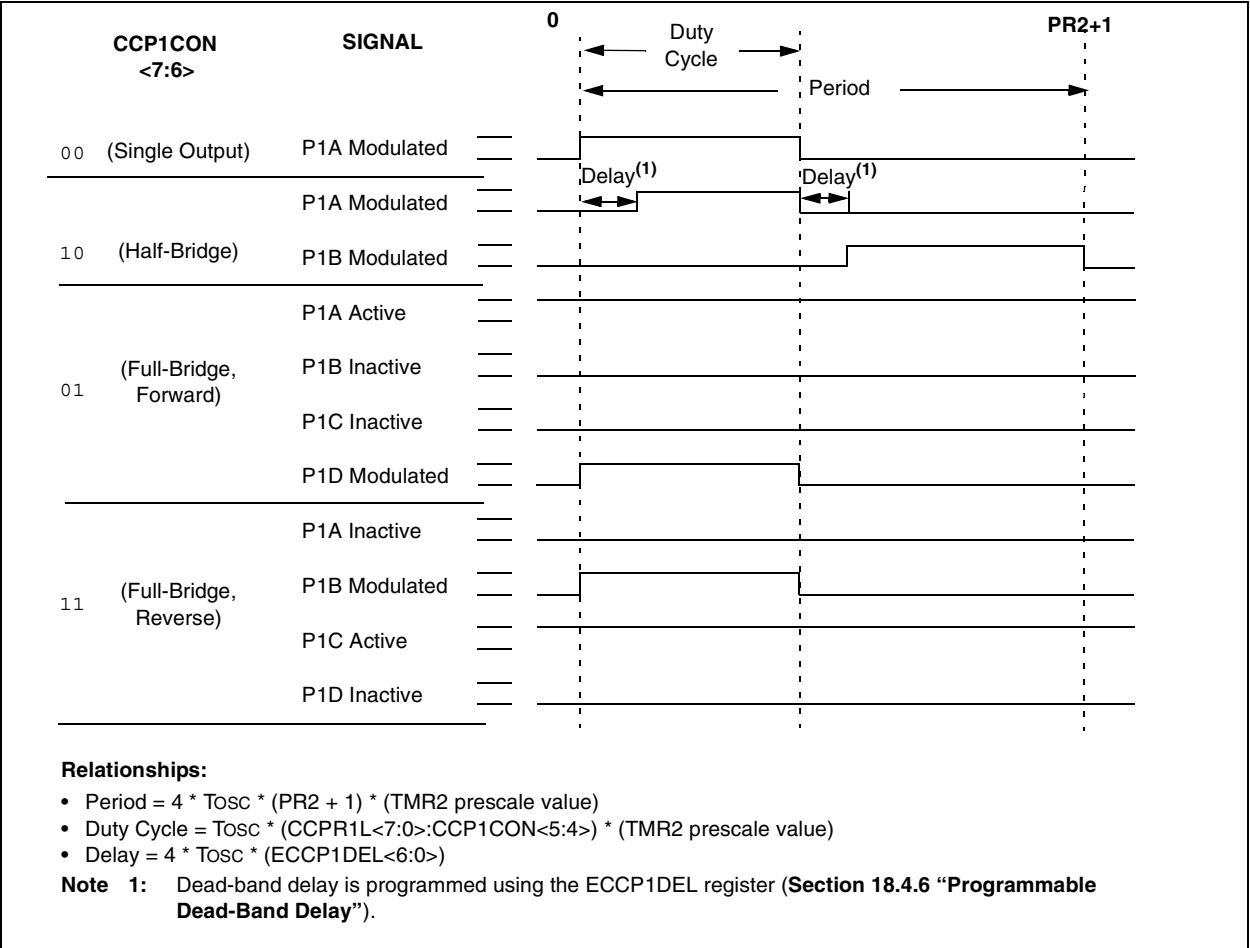 0
PR2+1
CCP1CON
<7:6>
SIGNAL
Duty
Cycle
Period
00 (Single Output) P1A Modulated
Delay(1) Delay(1)
P1A Modulated
10 (Half-Bridge) P1B Modulated
P1A Active
01 (Full-Bridge,
Forward)
P1B Inactive
P1C Inactive
P1D Modulated
P1A Inactive
11 (Full-Bridge,
Reverse)
P1B Modulated
P1C Active
P1D Inactive
Relationships:
• Period = 4 * TOSC * (PR2 + 1) * (TMR2 prescale value)
• Duty Cycle = TOSC * (CCPR1L<7:0>:CCP1CON<5:4>) * (TMR2 prescale value)
• Delay = 4 * TOSC * (ECCP1DEL<6:0>)
Note 1: Dead-band delay is programmed using the ECCP1DEL register (Section 18.4.6 “Programmable
Dead-Band Delay”).